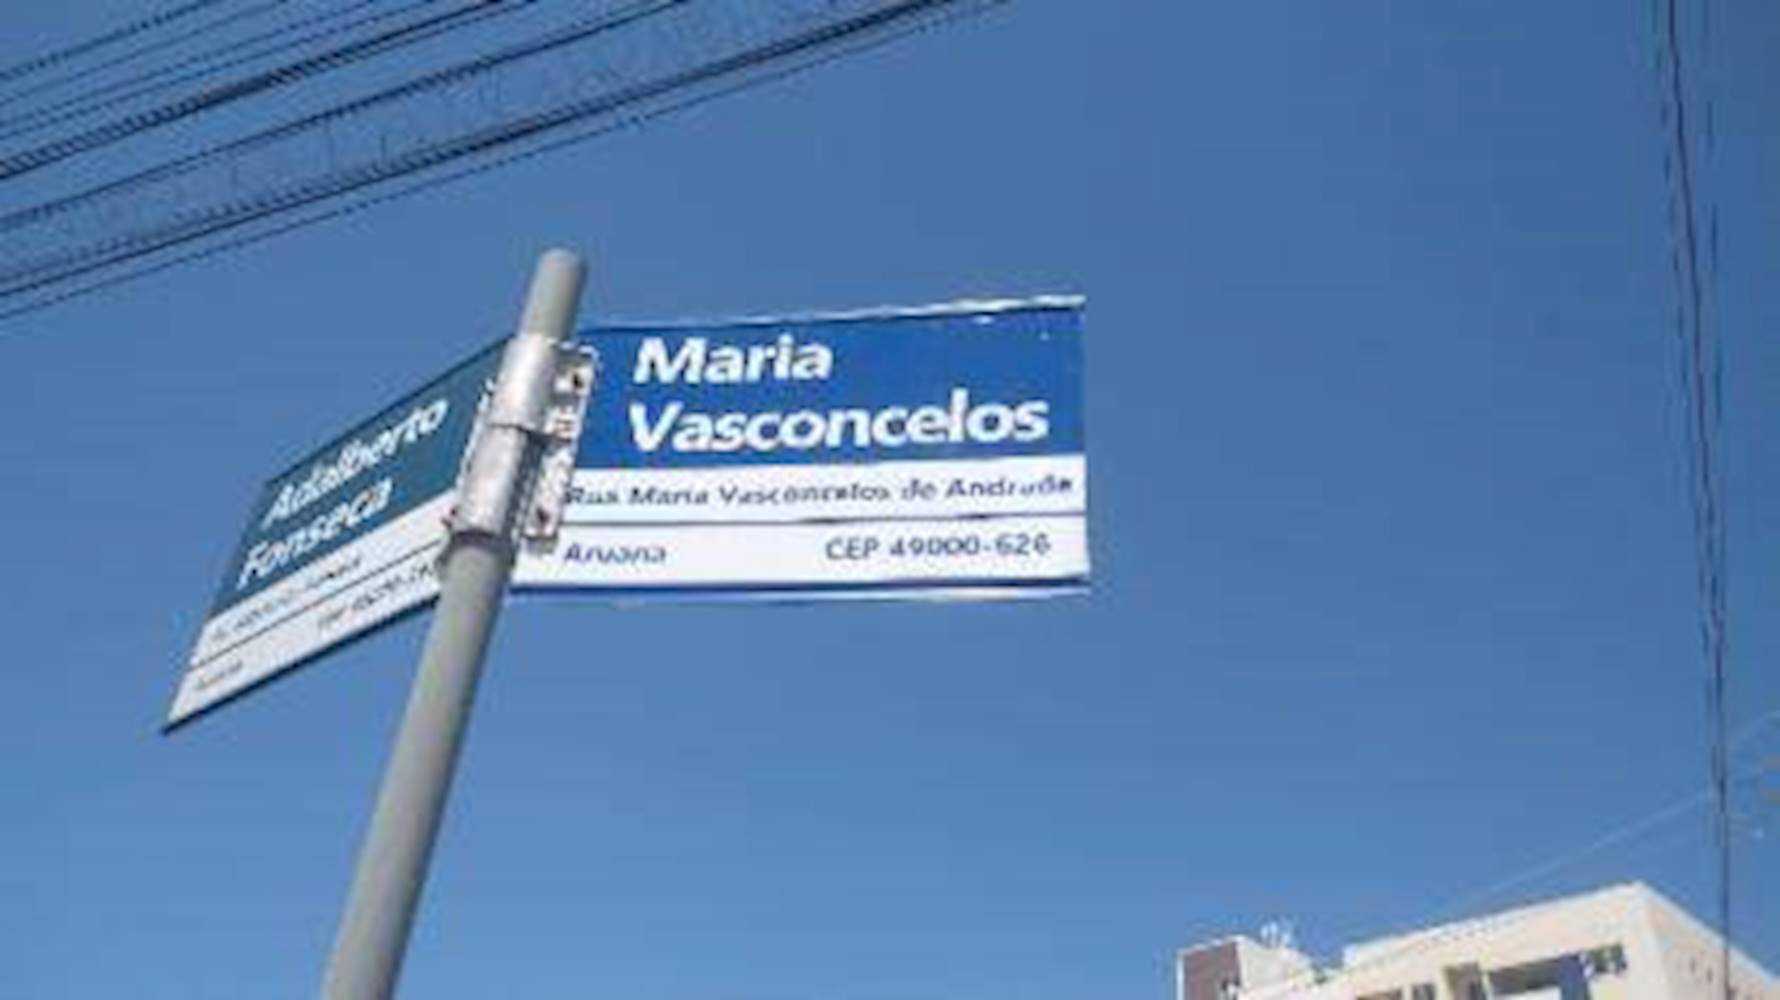 Adalberto
Fonseca
Maria
Vasconcelos
Rua Maria Vasconcelos de Andrade
Aruana
CEP 49000-626